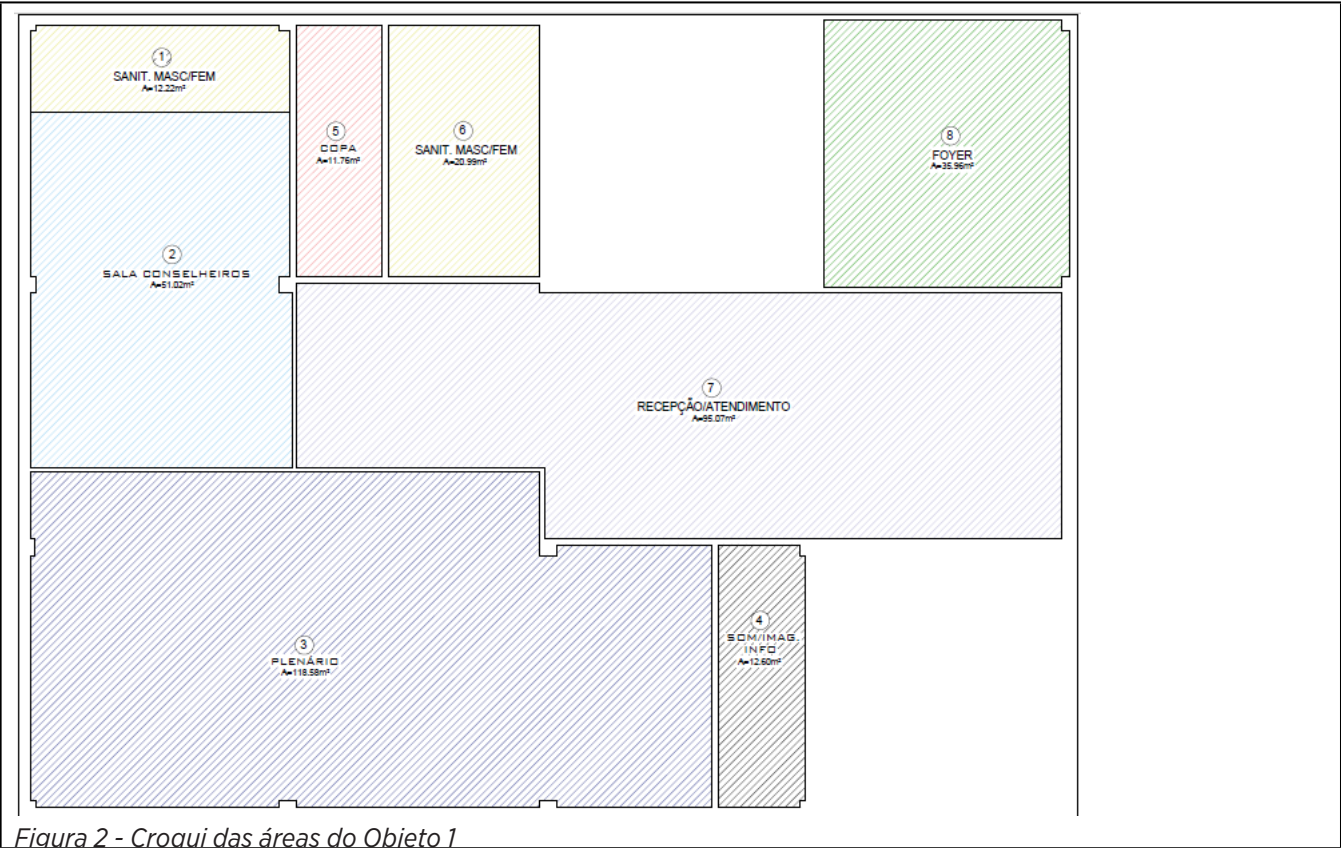 1
SANIT. MASC/FEM
A=12.22m²
5
COPA
A=11.76m²
6
SANIT. MASC/FEM
A=20.99m²
8
FOYER
A=35.96m²
2
SALA CONSELHEIROS
A=51.02m²
7
RECEPÇÃO/ATENDIMENTO
A=95.07m²
3
PLENÁRIO
A=118.58m²
4
SOM/IMAG.
INFO
A=12.60m²
Figura 2 - Croqui das áreas do Objeto 1